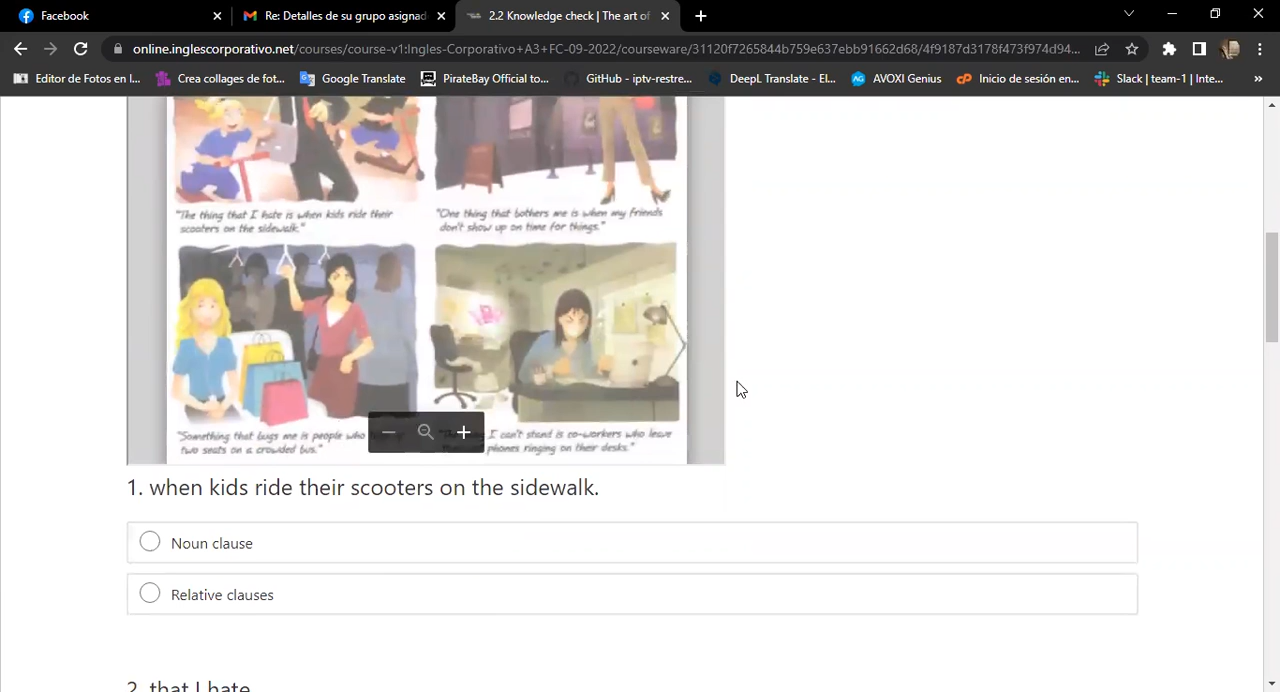 Facebook
Re: Detalles de su grupo asignad
2.2 Knowledge check | The art of
online.inglescorporativo.net/courses/course-v1:Ingles-Corporativo+A3+FC-09-2022/courseware/31120f7265844b759e637ebb91662d68/4f9187d3178f473f974d94...
Editor de Fotos en l...
Crea collages de fot...
Google Translate
PirateBay Official to...
GitHub - iptv-restre...
DeepL Translate - El...
AVOXI Genius
Inicio de sesión en...
Slack | team-1 | Inte...
"The thing that I hate is when kids ride their
scooters on the sidewalk."
"One thing that bothers me is when my friends
don't show up on time for things."
"Something that bugs me is people who
two seats on a crowded bus."
I can't stand is co-workers who leave
phones ringing on their desks."
1. when kids ride their scooters on the sidewalk.
Noun clause
Relative clauses
2. that I hate